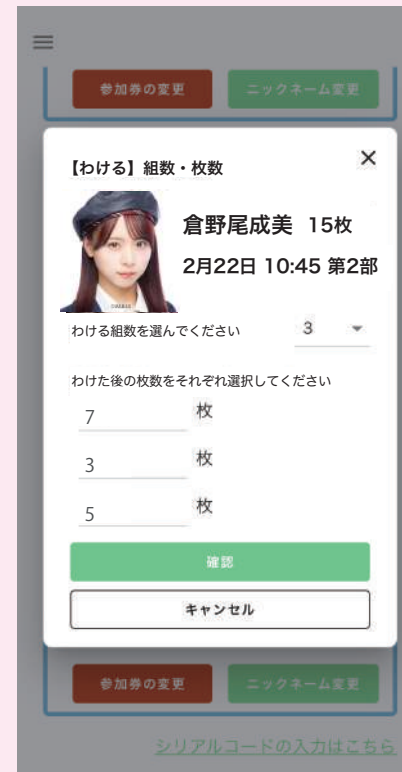 参加券の変更 ニックネーム変更
【わける】組数・枚数 ×
倉野尾成美 15枚
2月22日 10:45 第2部
わける組数を選んでください 3
わけた後の枚数をそれぞれ選択してください
7 枚
3 枚
5 枚
確認
キャンセル
参加券の変更 ニックネーム変更
シリアルコードの入力はこちら